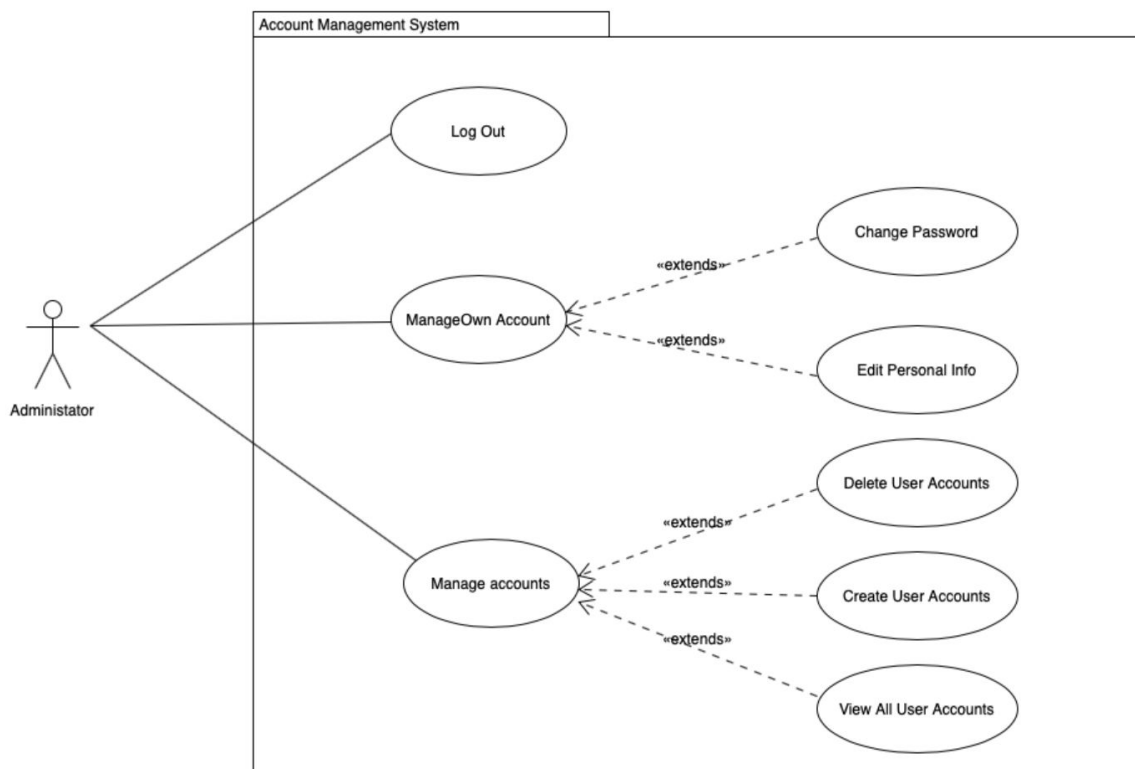 Account Management System
Log Out
Change Password
«extends»
ManageOwn Account
«extends»
Edit Personal Info
Administator
Delete User Accounts
«extends»
Manage accounts
«extends»
Create User Accounts
«extends»
View All User Accounts